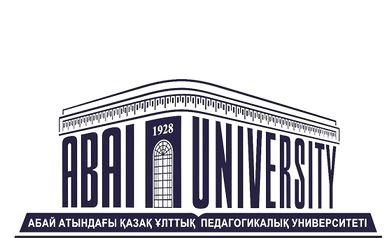 1928
ABAI UNIVERSITY
АБАЙ АТЫНДАҒЫ ҚАЗАҚ ҰЛТТЫҚ ПЕДАГОГИКАЛЫҚ УНИВЕРСИТЕТІ